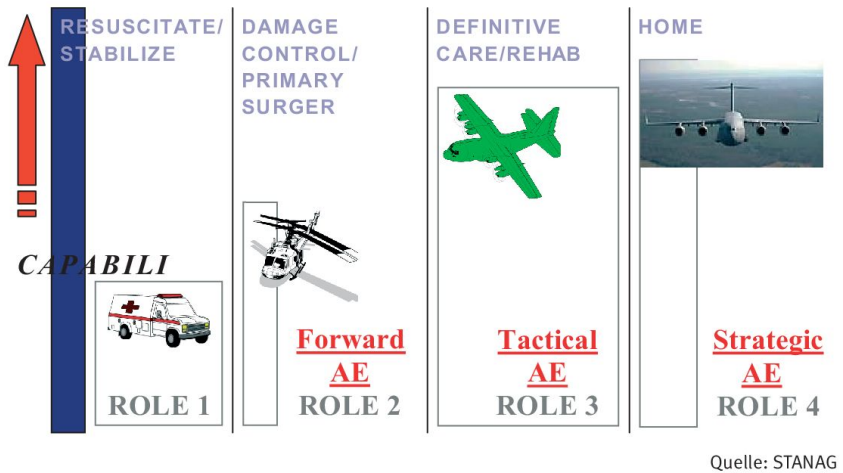 RESUSCITATE/
STABILIZE
DAMAGE
CONTROL/
PRIMARY
SURGER
DEFINITIVE
CARE/REHAB
HOME
CAPABILI
ROLE 1
Forward
AE
ROLE 2
Tactical
AE
ROLE 3
Strategic
AE
ROLE 4
Quelle: STANAG